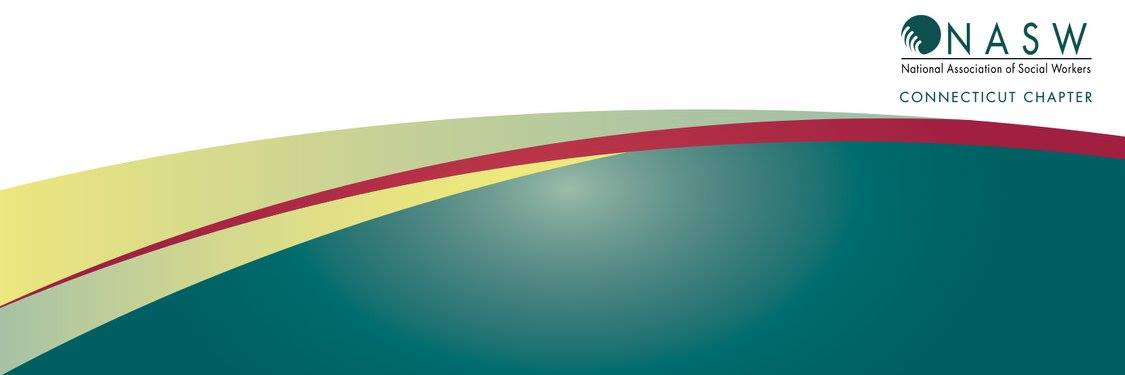 NASW
National Association of Social Workers
CONNECTICUT CHAPTER